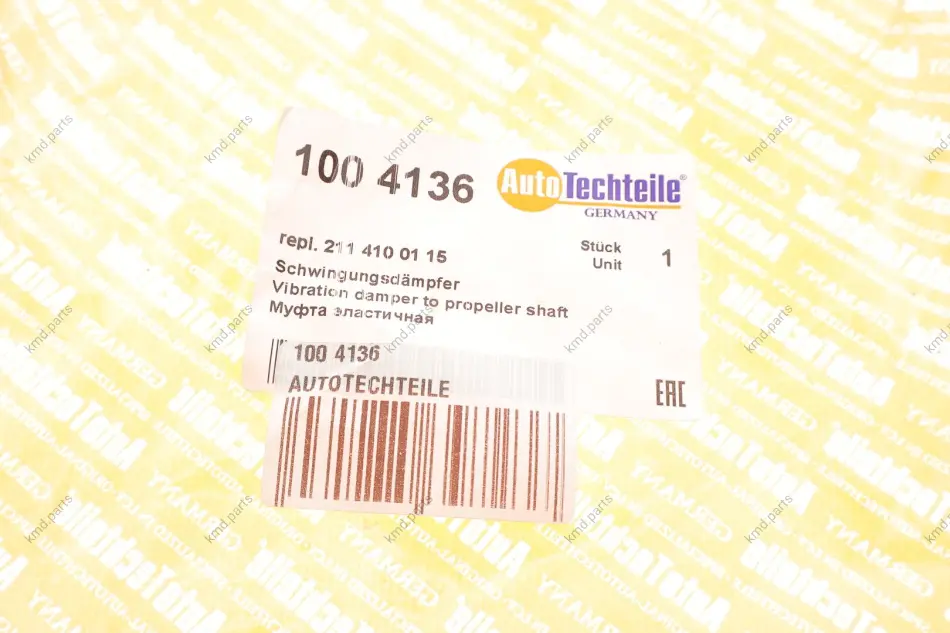 100 4136
AutoTechteile®
GERMANY
repl. 211 410 01 15
Stück 1
Unit
Schwingungsdämpfer
Vibration damper to propeller shaft
Муфта эластичная
100 4136
AUTOTECHTEILE
EAC
kmd.parts